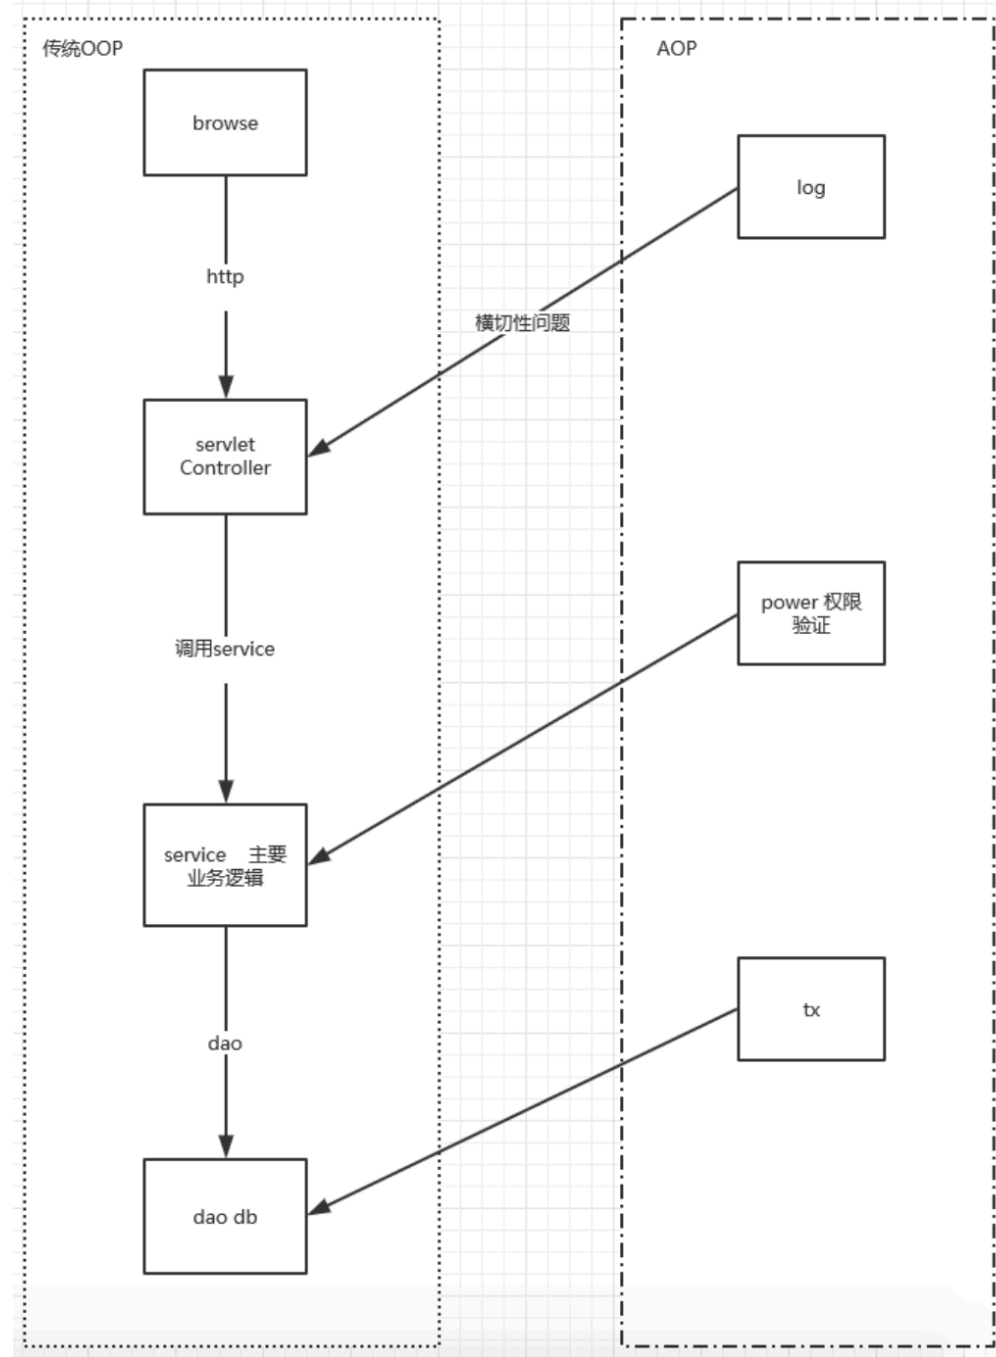 传统OOP
browse
http
servlet
Controller
调用service
service 主要
业务逻辑
dao
dao db
横切性问题
AOP
log
power 权限
验证
tx